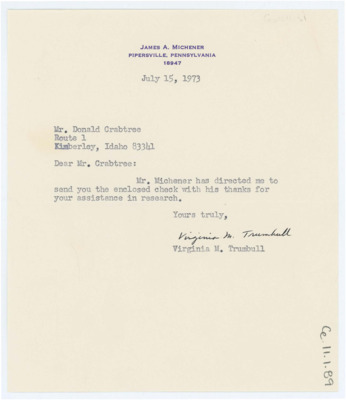 JAMES A. MICHENER
PIPERSVILLE, PENNSYLVANIA
18947
July 15, 1973
Mr. Donald Crabtree
Route 1
Kimberley, Idaho 83341
Dear Mr. Crabtree:
Mr. Michener has directed me to
send you the enclosed check with his thanks for
your assistance in research.
Yours truly,
Virginia M. Trumbull
Virginia M. Trumbull
Ce.11.1.B9